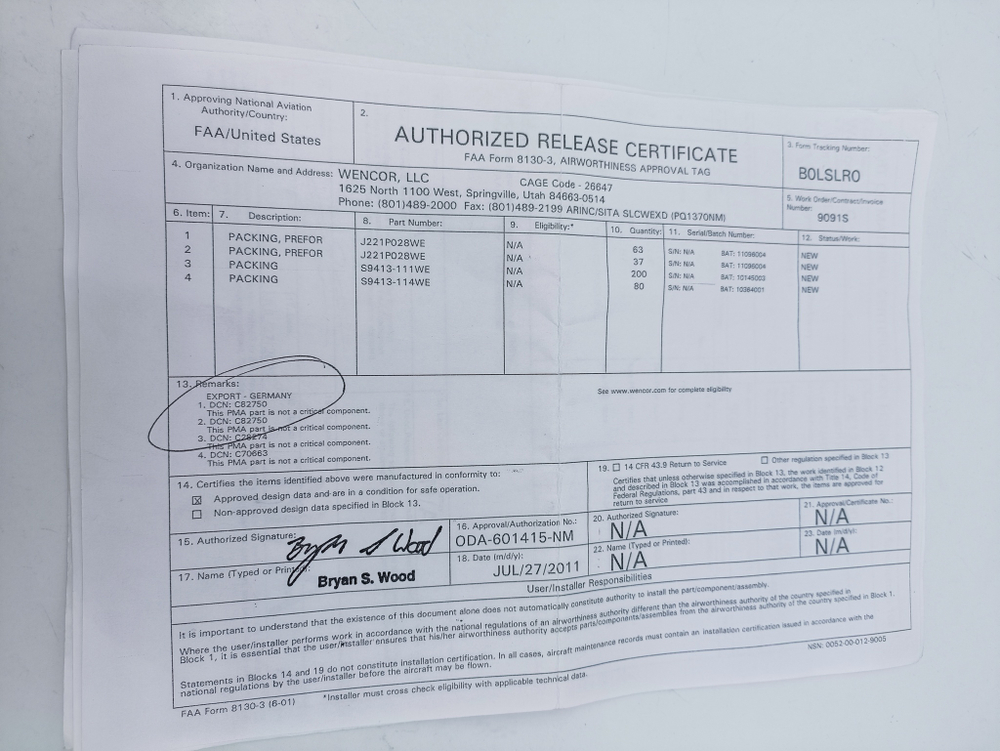 1. Approving National Aviation
Authority/Country:
FAA/United States
2.
AUTHORIZED RELEASE CERTIFICATE
FAA Form 8130-3, AIRWORTHINESS APPROVAL TAG
3. Form Tracking Number:
BOLSLRO
4. Organization Name and Address: WENCOR, LLC CAGE Code - 26647
1625 North 1100 West, Springville, Utah 84663-0514
Phone: (801)489-2000 Fax: (801)489-2199 ARINC/SITA SLCWEXD (PQ1370NM)
5. Work Order/Contract/Invoice
Number:
9091S
6. Item: 7. Description: 8. Part Number: 9. Eligibility:* 10. Quantity: 11. Serial/Batch Number: 12. Status/Work:
1 PACKING, PREFOR J221P028WE N/A 63 S/N: N/A BAT: 11098004 NEW
2 PACKING, PREFOR J221P028WE N/A 37 S/N: N/A BAT: 11098004 NEW
3 PACKING S9413-111WE N/A 200 S/N: N/A BAT: 10145003 NEW
4 PACKING S9413-114WE N/A 80 S/N: N/A BAT: 10364001 NEW
13. Remarks:
EXPORT - GERMANY
1. DCN: C82750
This PMA part is not a critical component.
2. DCN: C82750
This PMA part is not a critical component.
3. DCN: C28274
This PMA part is not a critical component.
4. DCN: C70663
This PMA part is not a critical component.
See www.wencor.com for complete eligibility
14. Certifies the items identified above were manufactured in conformity to:
Approved design data and are in a condition for safe operation.
Non-approved design data specified in Block 13.
19. 14 CFR 43.9 Return to Service Other regulation specified in Block 13
Certifies that unless otherwise specified in Block 13, the work identified in Block 12
and described in Block 13 was accomplished in accordance with Title 14, Code of
Federal Regulations, part 43 and in respect to that work, the items are approved for
return to service
15. Authorized Signature:
Bryan S Wood
16. Approval/Authorization No.:
ODA-601415-NM
20. Authorized Signature:
N/A
21. Approval/Certificate No.:
N/A
17. Name (Typed or Printed):
Bryan S. Wood
18. Date (m/d/y):
JUL/27/2011
22. Name (Typed or Printed):
N/A
23. Date (m/d/y):
N/A
User/Installer Responsibilities
It is important to understand that the existence of this document alone does not automatically constitute authority to install the part/component/assembly.
Where the user/installer performs work in accordance with the national regulations of an airworthiness authority different than the airworthiness authority of the country specified in
Block 1, it is essential that the user/installer ensures that his/her airworthiness authority accepts parts/components/assemblies from the airworthiness authority of the country specified in Block 1.
Statements in Blocks 14 and 19 do not constitute installation certification. In all cases, aircraft maintenance records must contain an installation certification issued in accordance with the
national regulations by the user/installer before the aircraft may be flown.
FAA Form 8130-3 (6-01) *Installer must cross check eligibility with applicable technical data. NSN: 0052-00-012-9005